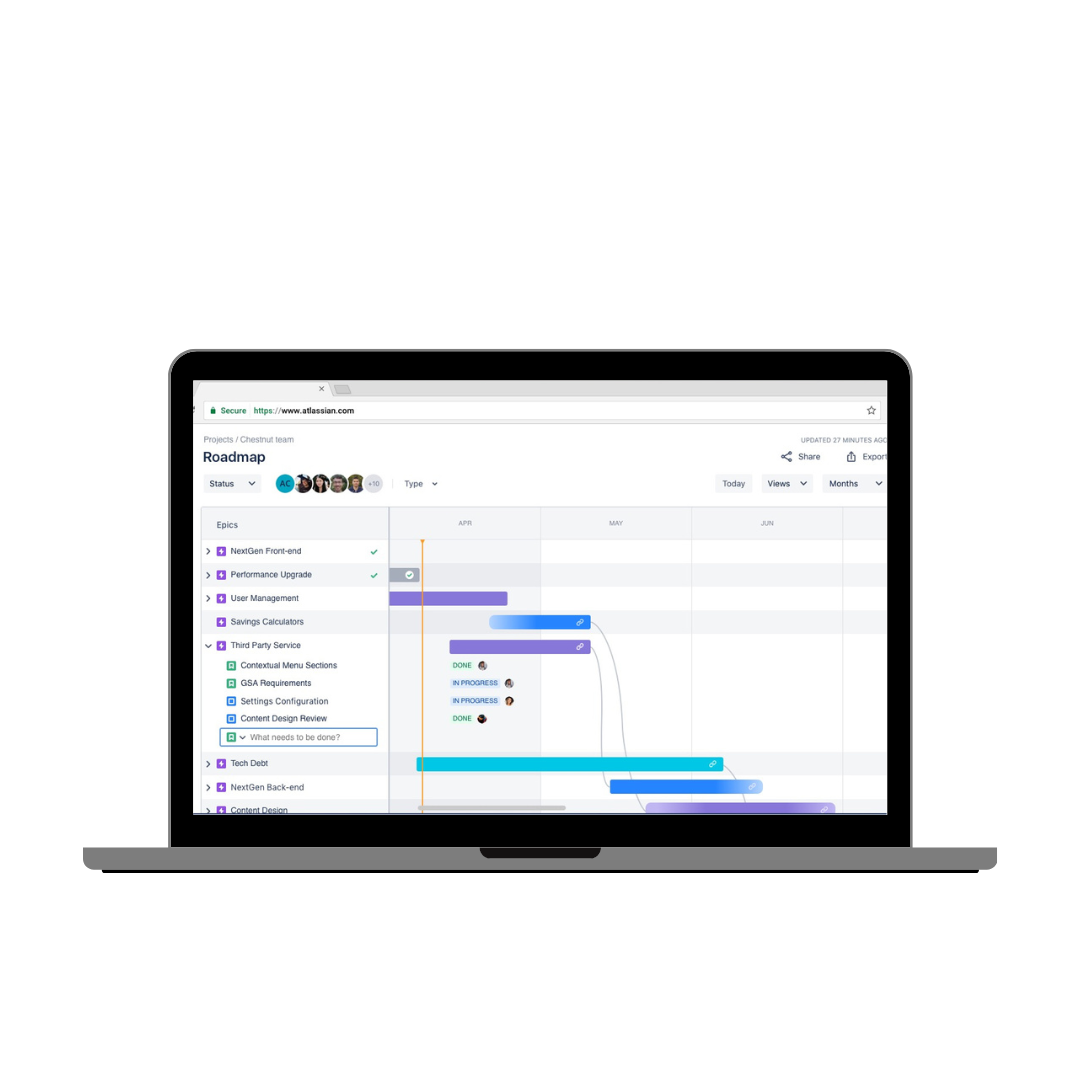 Secure https://www.atlassian.com
Projects / Chestnut team
UPDATED 27 MINUTES AGO
Roadmap
Share
Export
Status
AC
+10
Type
Today
Views
Months
Epics
APR
MAY
JUN
NextGen Front-end
Performance Upgrade
User Management
Savings Calculators
Third Party Service
Contextual Menu Sections
DONE
GSA Requirements
IN PROGRESS
Settings Configuration
IN PROGRESS
Content Design Review
DONE
What needs to be done?
Tech Debt
NextGen Back-end
Content Design